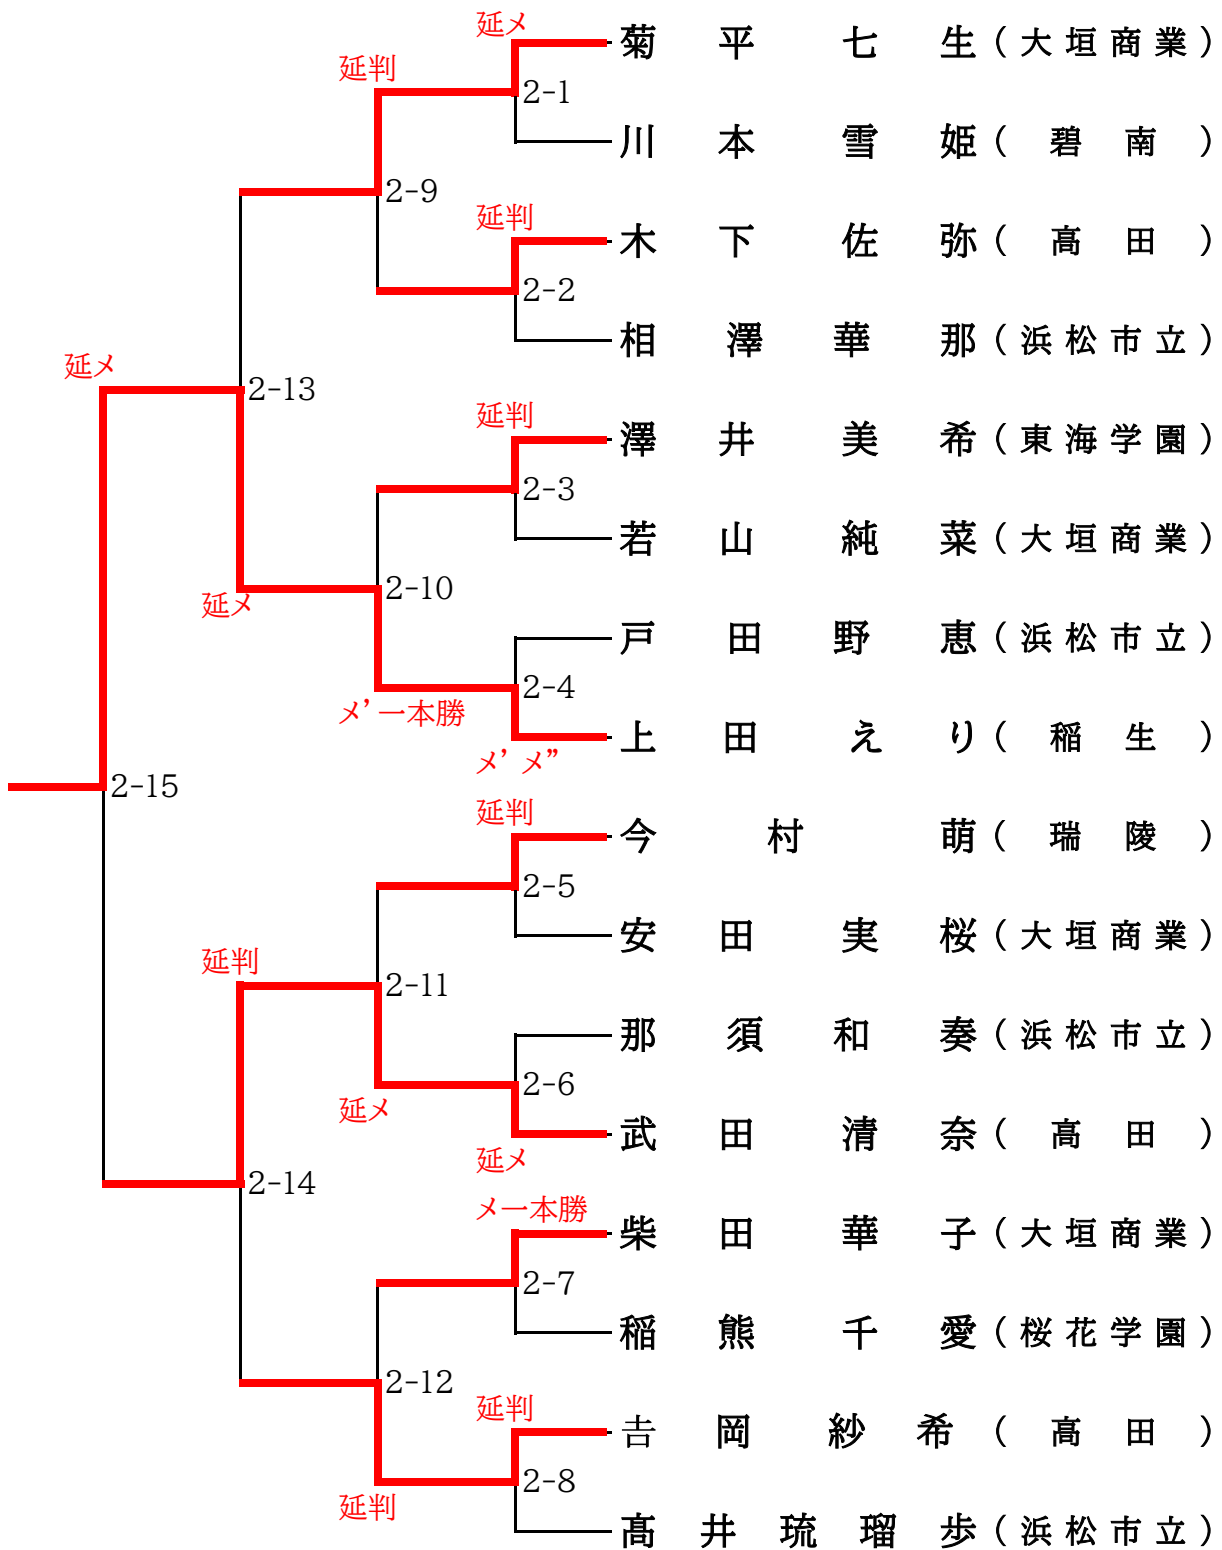 延メ
菊平七生(大垣商業)
延判
2-1
川本雪姫(碧南)
2-9
延判
木下佐弥(高田)
2-2
相澤華那(浜松市立)
延メ
2-13
延判
澤井美希(東海学園)
2-3
若山純菜(大垣商業)
2-10
延メ
戸田野恵(浜松市立)
2-4
メ’一本勝
上田えり(稲生)
メ’メ”
2-15
延判
今村萌(瑞陵)
2-5
安田実桜(大垣商業)
延判
2-11
那須和奏(浜松市立)
2-6
延メ
武田清奈(高田)
延メ
2-14
メ一本勝
柴田華子(大垣商業)
2-7
稲熊千愛(桜花学園)
2-12
延判
𠮷岡紗希(高田)
2-8
延判
髙井琉瑠歩(浜松市立)